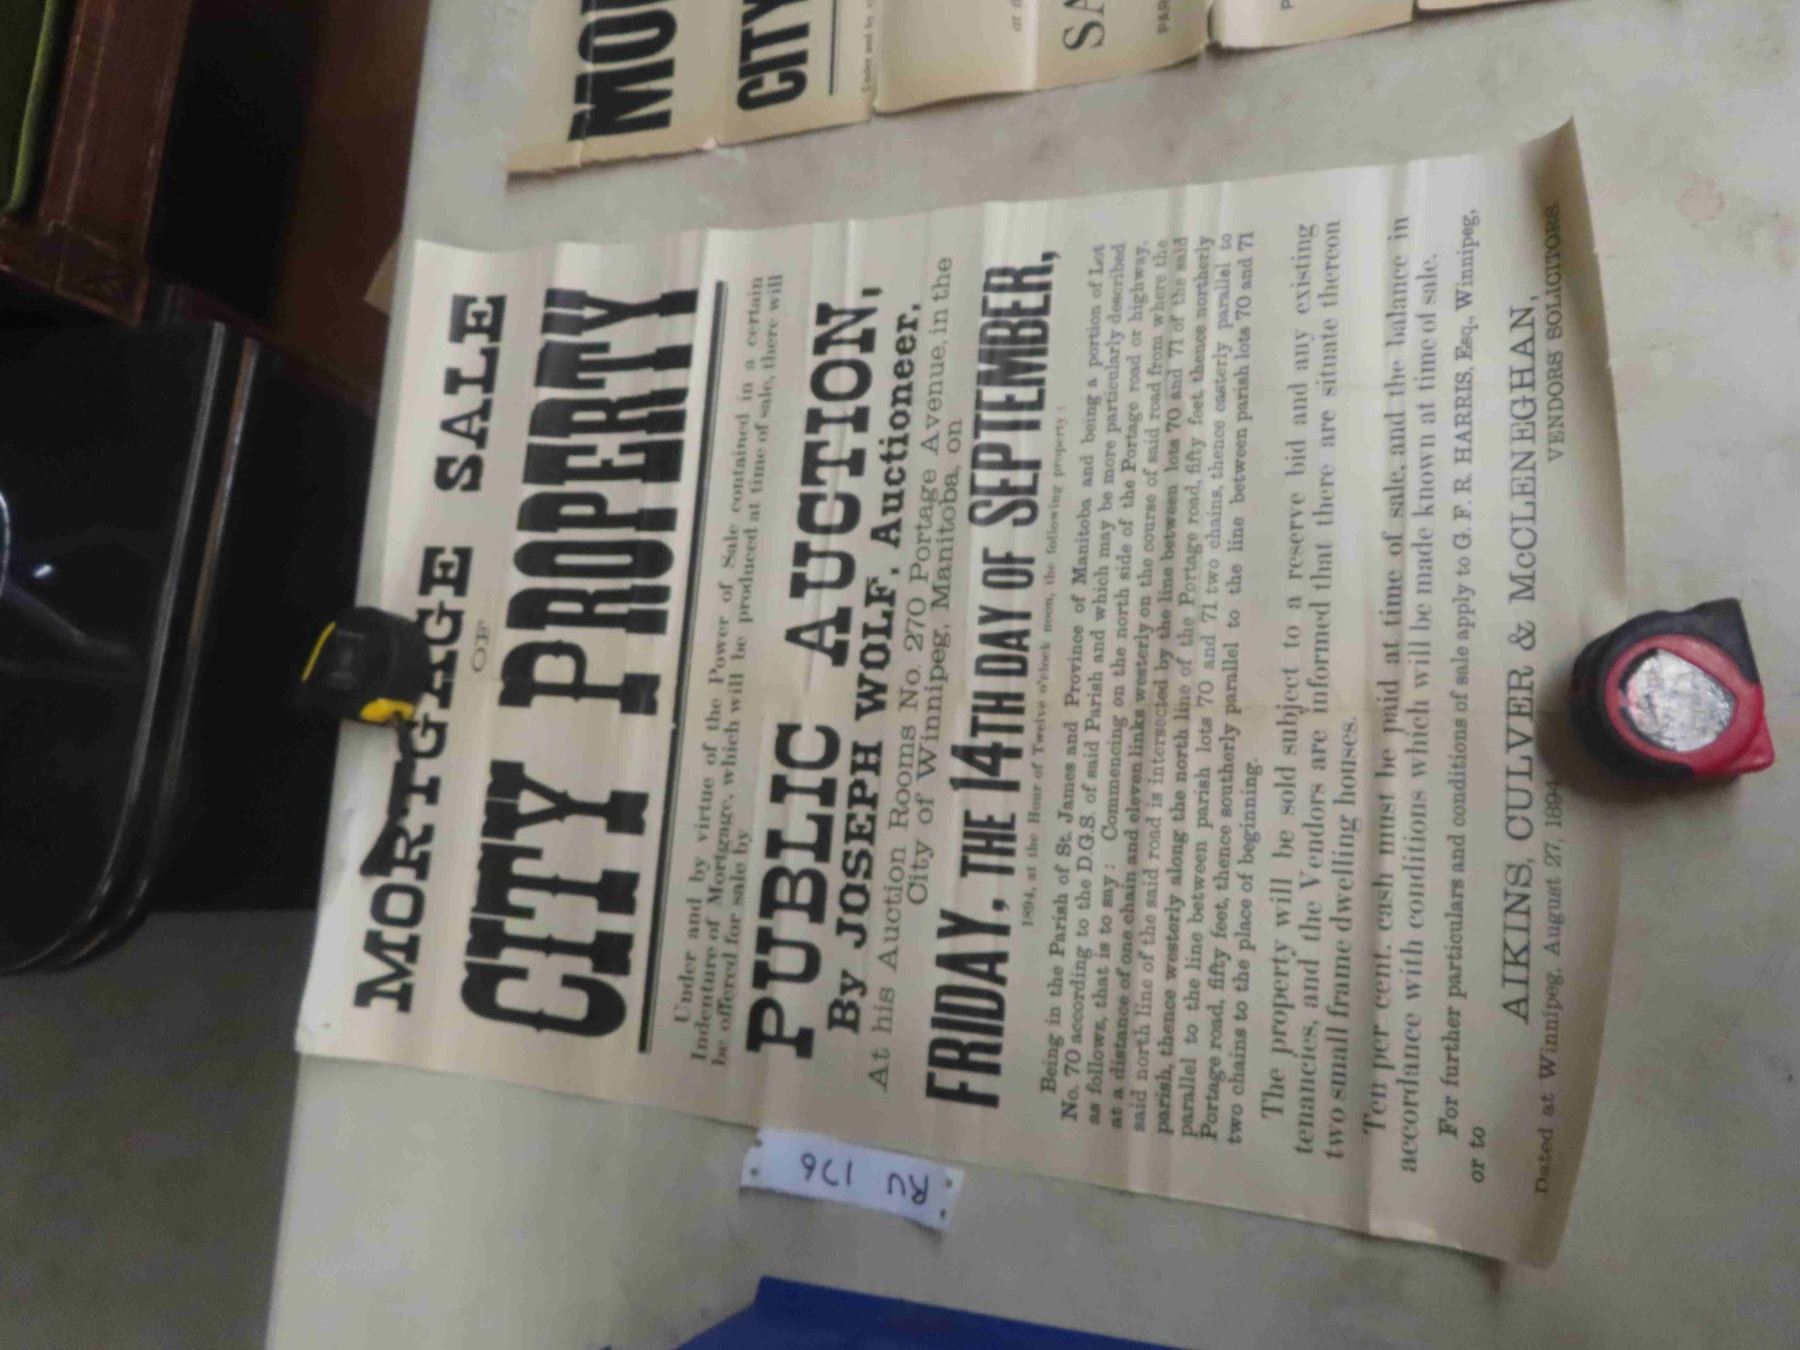 MORTGAGE SALE
OF
CITY PROPERTY
Under and by virtue of the Power of Sale contained in a certain
Indenture of Mortgage, which will be produced at time of sale, there will
be offered for sale by
PUBLIC AUCTION,
By JOSEPH WOLF, Auctioneer,
At his Auction Rooms No. 270 Portage Avenue, in the
City of Winnipeg, Manitoba, on
FRIDAY, THE 14TH DAY OF SEPTEMBER,
1894, at the Hour of Twelve o'clock noon, the following property:
Being in the Parish of St. James and Province of Manitoba and being a portion of Lot
No. 70 according to the D.G.S. of said Parish and which may be more particularly described
as follows, that is to say: Commencing on the north side of the Portage road or highway,
at a distance of one chain and eleven links westerly on the course of said road from where the
said north line of the said road is intersected by the line between lots 70 and 71 of the said
parish, thence westerly along the north line of the Portage road, fifty feet, thence northerly
parallel to the line between parish lots 70 and 71 two chains, thence easterly parallel to
Portage road, fifty feet, thence southerly parallel to the line between parish lots 70 and 71
two chains to the place of beginning.
The property will be sold subject to a reserve bid and any existing
tenancies, and the Vendors are informed that there are situate thereon
two small frame dwelling houses.
Ten per cent. cash must be paid at time of sale, and the balance in
accordance with conditions which will be made known at time of sale.
For further particulars and conditions of sale apply to G. F. R. HARRIS, Esq., Winnipeg,
or to
AIKINS, CULVER & McCLENEGHAN,
VENDORS' SOLICITORS.
Dated at Winnipeg, August 27, 1894.
RU 176
MOR
CITY
Under and by
at
SA
PAR
P